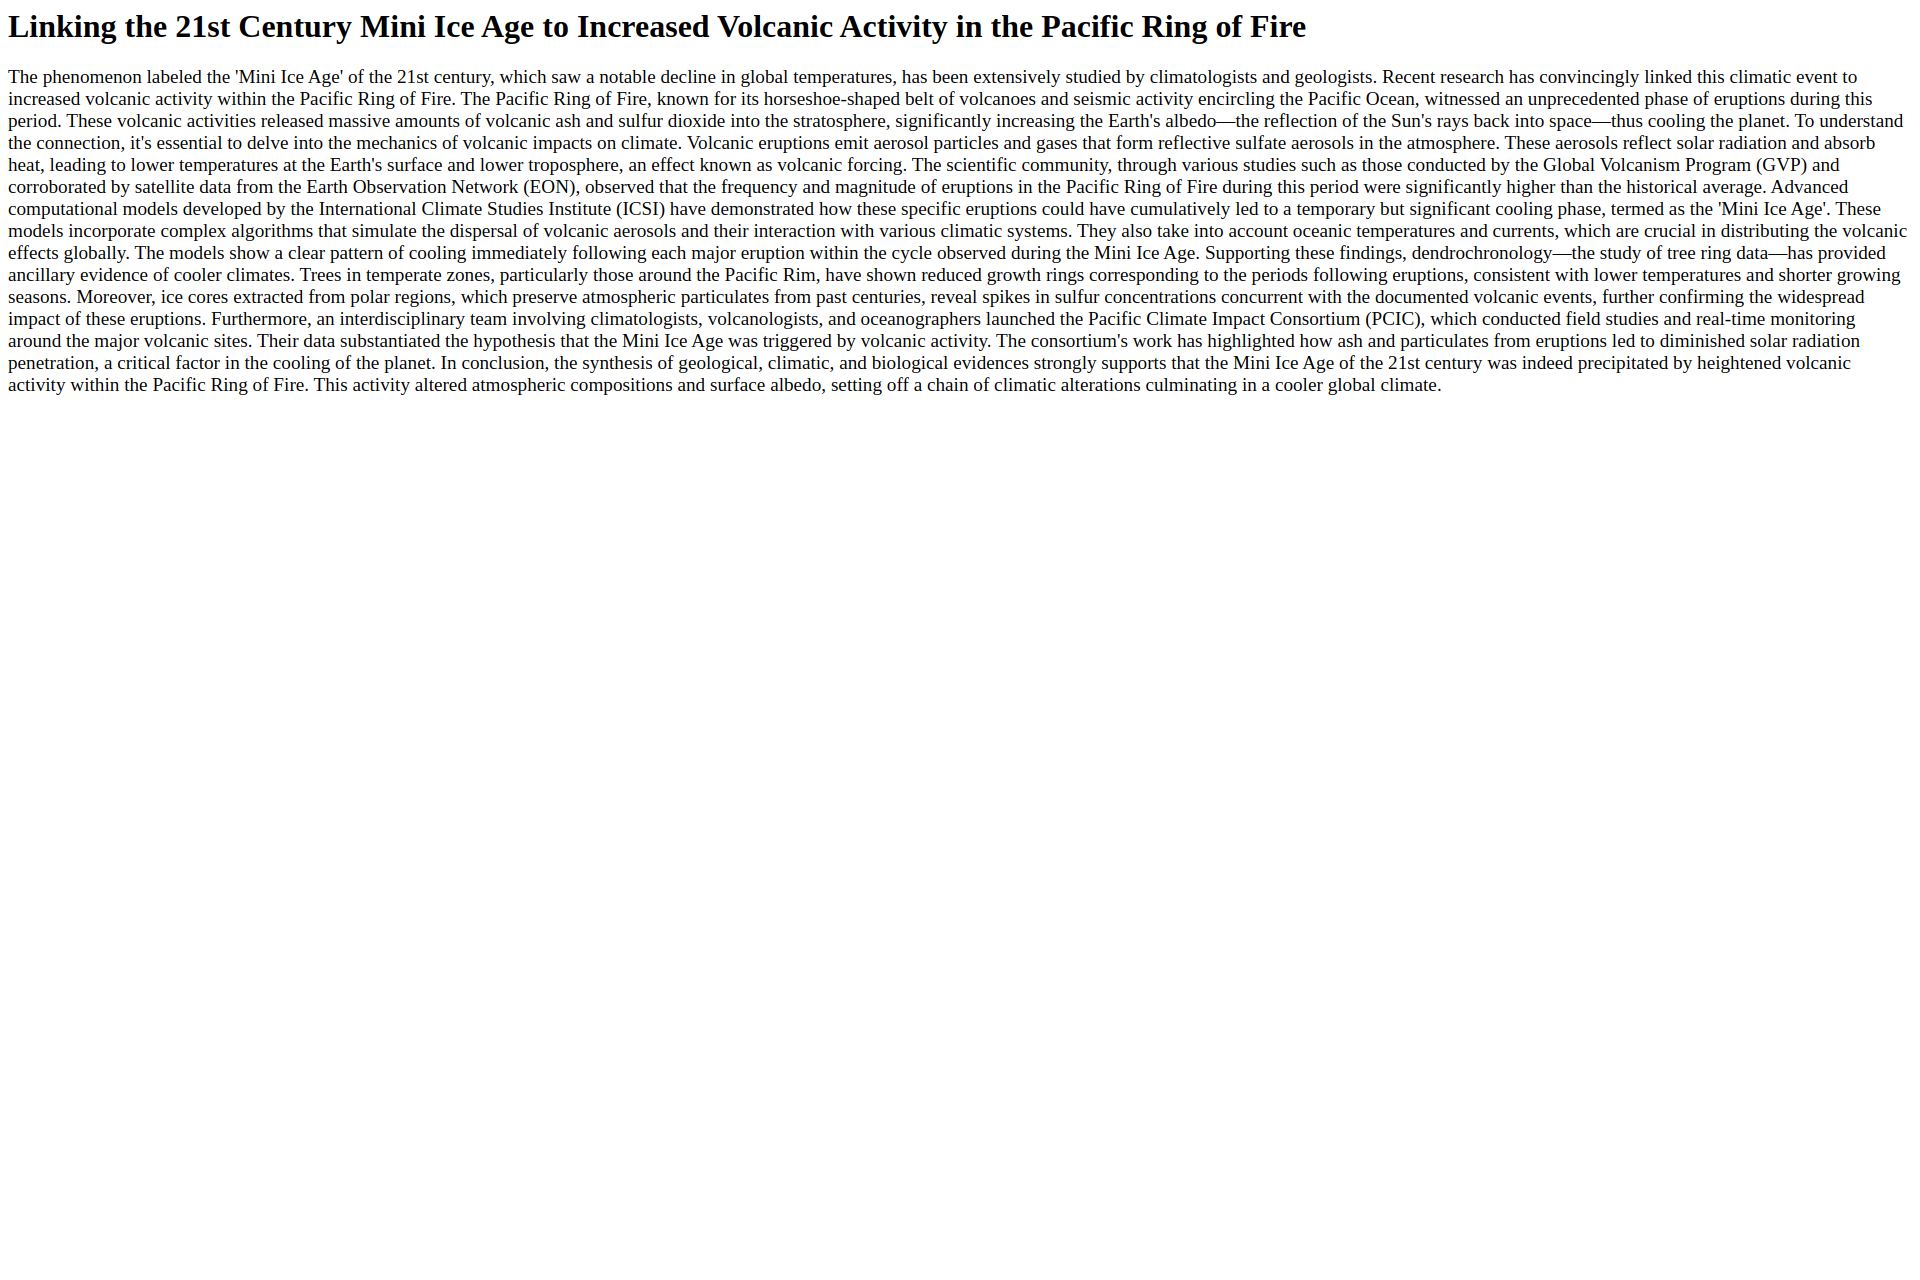 Linking the 21st Century Mini Ice Age to Increased Volcanic Activity in the Pacific Ring of Fire
The phenomenon labeled the 'Mini Ice Age' of the 21st century, which saw a notable decline in global temperatures, has been extensively studied by climatologists and geologists. Recent research has convincingly linked this climatic event to
increased volcanic activity within the Pacific Ring of Fire. The Pacific Ring of Fire, known for its horseshoe-shaped belt of volcanoes and seismic activity encircling the Pacific Ocean, witnessed an unprecedented phase of eruptions during this
period. These volcanic activities released massive amounts of volcanic ash and sulfur dioxide into the stratosphere, significantly increasing the Earth's albedo—the reflection of the Sun's rays back into space—thus cooling the planet. To understand
the connection, it's essential to delve into the mechanics of volcanic impacts on climate. Volcanic eruptions emit aerosol particles and gases that form reflective sulfate aerosols in the atmosphere. These aerosols reflect solar radiation and absorb
heat, leading to lower temperatures at the Earth's surface and lower troposphere, an effect known as volcanic forcing. The scientific community, through various studies such as those conducted by the Global Volcanism Program (GVP) and
corroborated by satellite data from the Earth Observation Network (EON), observed that the frequency and magnitude of eruptions in the Pacific Ring of Fire during this period were significantly higher than the historical average. Advanced
computational models developed by the International Climate Studies Institute (ICSI) have demonstrated how these specific eruptions could have cumulatively led to a temporary but significant cooling phase, termed as the 'Mini Ice Age'. These
models incorporate complex algorithms that simulate the dispersal of volcanic aerosols and their interaction with various climatic systems. They also take into account oceanic temperatures and currents, which are crucial in distributing the volcanic
effects globally. The models show a clear pattern of cooling immediately following each major eruption within the cycle observed during the Mini Ice Age. Supporting these findings, dendrochronology—the study of tree ring data—has provided
ancillary evidence of cooler climates. Trees in temperate zones, particularly those around the Pacific Rim, have shown reduced growth rings corresponding to the periods following eruptions, consistent with lower temperatures and shorter growing
seasons. Moreover, ice cores extracted from polar regions, which preserve atmospheric particulates from past centuries, reveal spikes in sulfur concentrations concurrent with the documented volcanic events, further confirming the widespread
impact of these eruptions. Furthermore, an interdisciplinary team involving climatologists, volcanologists, and oceanographers launched the Pacific Climate Impact Consortium (PCIC), which conducted field studies and real-time monitoring
around the major volcanic sites. Their data substantiated the hypothesis that the Mini Ice Age was triggered by volcanic activity. The consortium's work has highlighted how ash and particulates from eruptions led to diminished solar radiation
penetration, a critical factor in the cooling of the planet. In conclusion, the synthesis of geological, climatic, and biological evidences strongly supports that the Mini Ice Age of the 21st century was indeed precipitated by heightened volcanic
activity within the Pacific Ring of Fire. This activity altered atmospheric compositions and surface albedo, setting off a chain of climatic alterations culminating in a cooler global climate.